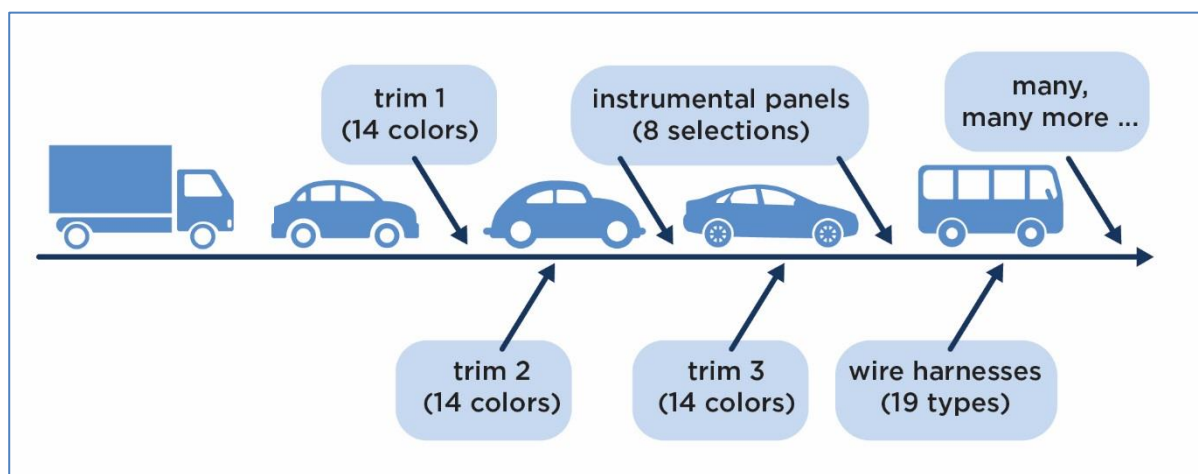 trim 1
(14 colors)
instrumental panels
(8 selections)
many,
many more ...
trim 2
(14 colors)
trim 3
(14 colors)
wire harnesses
(19 types)